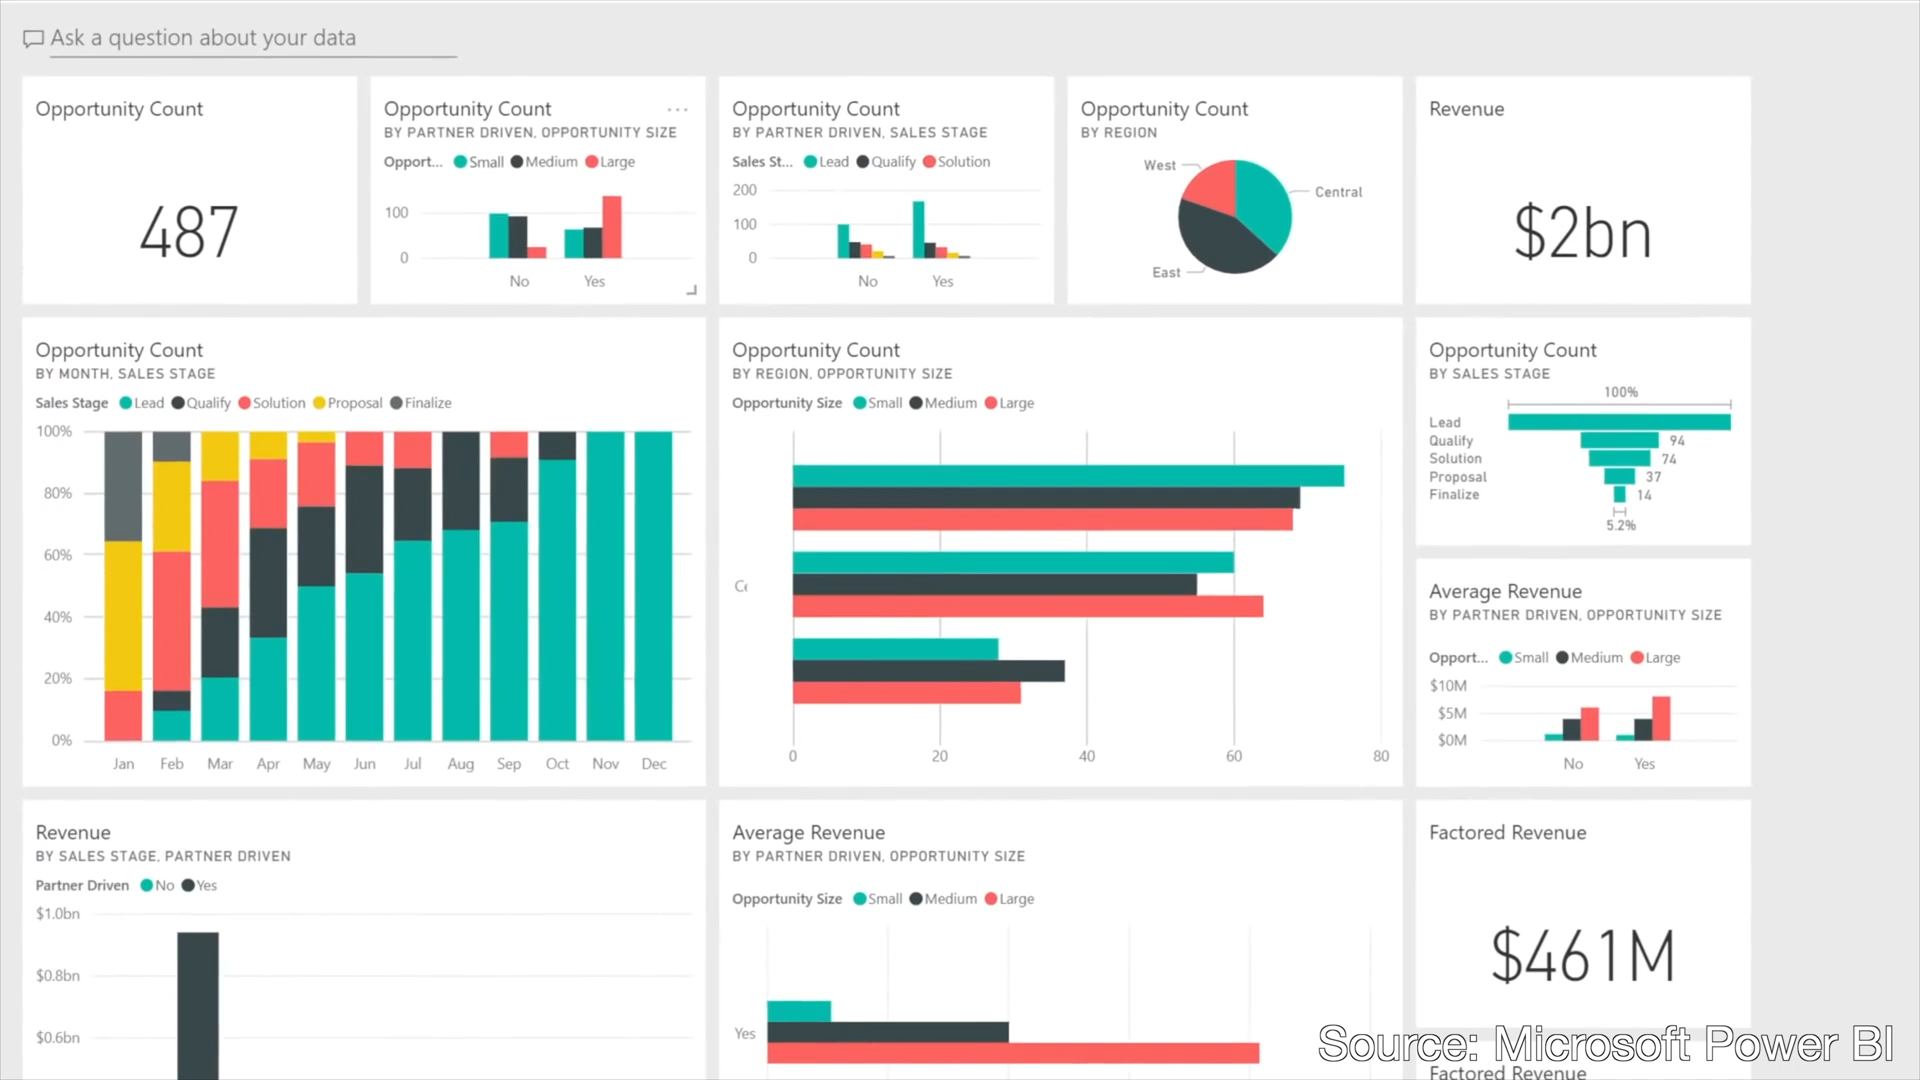 Ask a question about your data
Opportunity Count
487
Opportunity Count
...
BY PARTNER DRIVEN, OPPORTUNITY SIZE
Opport... Small Medium Large
100
0
No Yes
Opportunity Count
BY PARTNER DRIVEN, SALES STAGE
Sales St... Lead Qualify Solution
200
100
0
No Yes
Opportunity Count
BY REGION
West
Central
East
Revenue
$2bn
Opportunity Count
BY MONTH, SALES STAGE
Sales Stage Lead Qualify Solution Proposal Finalize
100%
80%
60%
40%
20%
0%
Jan Feb Mar Apr May Jun Jul Aug Sep Oct Nov Dec
Opportunity Count
BY REGION, OPPORTUNITY SIZE
Opportunity Size Small Medium Large
0 20 40 60 80
Opportunity Count
BY SALES STAGE
100%
Lead
Qualify 94
Solution 74
Proposal 37
Finalize 14
5.2%
Average Revenue
BY PARTNER DRIVEN, OPPORTUNITY SIZE
Opport... Small Medium Large
$10M
$5M
$0M
No Yes
Revenue
BY SALES STAGE, PARTNER DRIVEN
Partner Driven No Yes
$1.0bn
$0.8bn
$0.6bn
Average Revenue
BY PARTNER DRIVEN, OPPORTUNITY SIZE
Opportunity Size Small Medium Large
Yes
Factored Revenue
$461M
Source: Microsoft Power BI
Factored Revenue